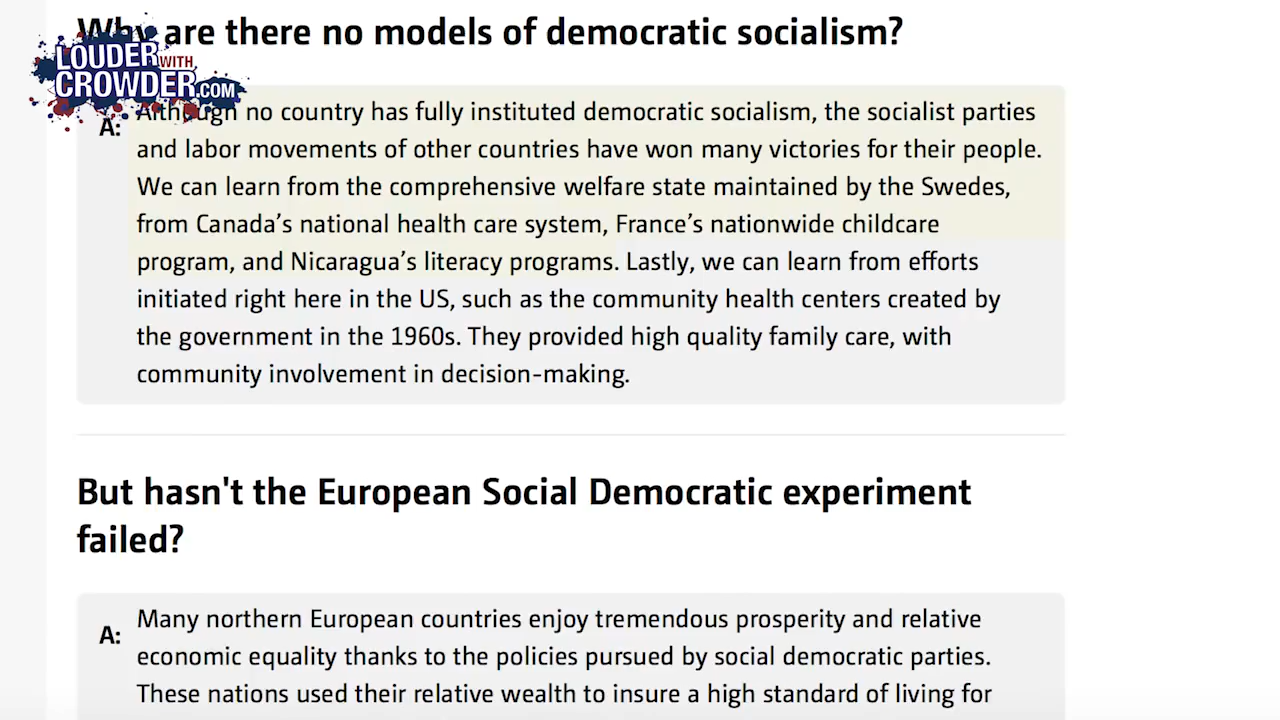 Why are there no models of democratic socialism?
LOUDER
WITH
CROWDER.COM
A:
Although no country has fully instituted democratic socialism, the socialist parties
and labor movements of other countries have won many victories for their people.
We can learn from the comprehensive welfare state maintained by the Swedes,
from Canada’s national health care system, France’s nationwide childcare
program, and Nicaragua’s literacy programs. Lastly, we can learn from efforts
initiated right here in the US, such as the community health centers created by
the government in the 1960s. They provided high quality family care, with
community involvement in decision-making.
But hasn't the European Social Democratic experiment
failed?
A:
Many northern European countries enjoy tremendous prosperity and relative
economic equality thanks to the policies pursued by social democratic parties.
These nations used their relative wealth to insure a high standard of living for